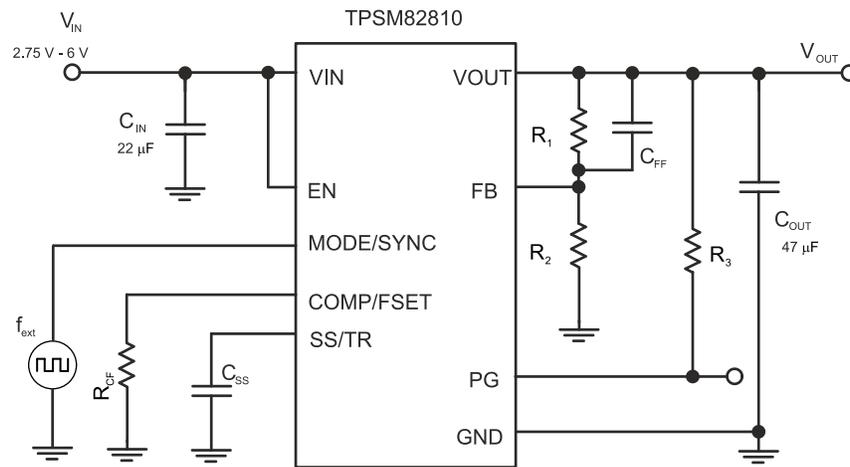 TPSM82810
V_IN
2.75 V - 6 V
C_IN
22 μF
VIN
EN
MODE/SYNC
COMP/FSET
SS/TR
f_ext
R_CF
C_SS
VOUT
FB
PG
GND
R_1
C_FF
R_2
R_3
V_OUT
C_OUT
47 μF